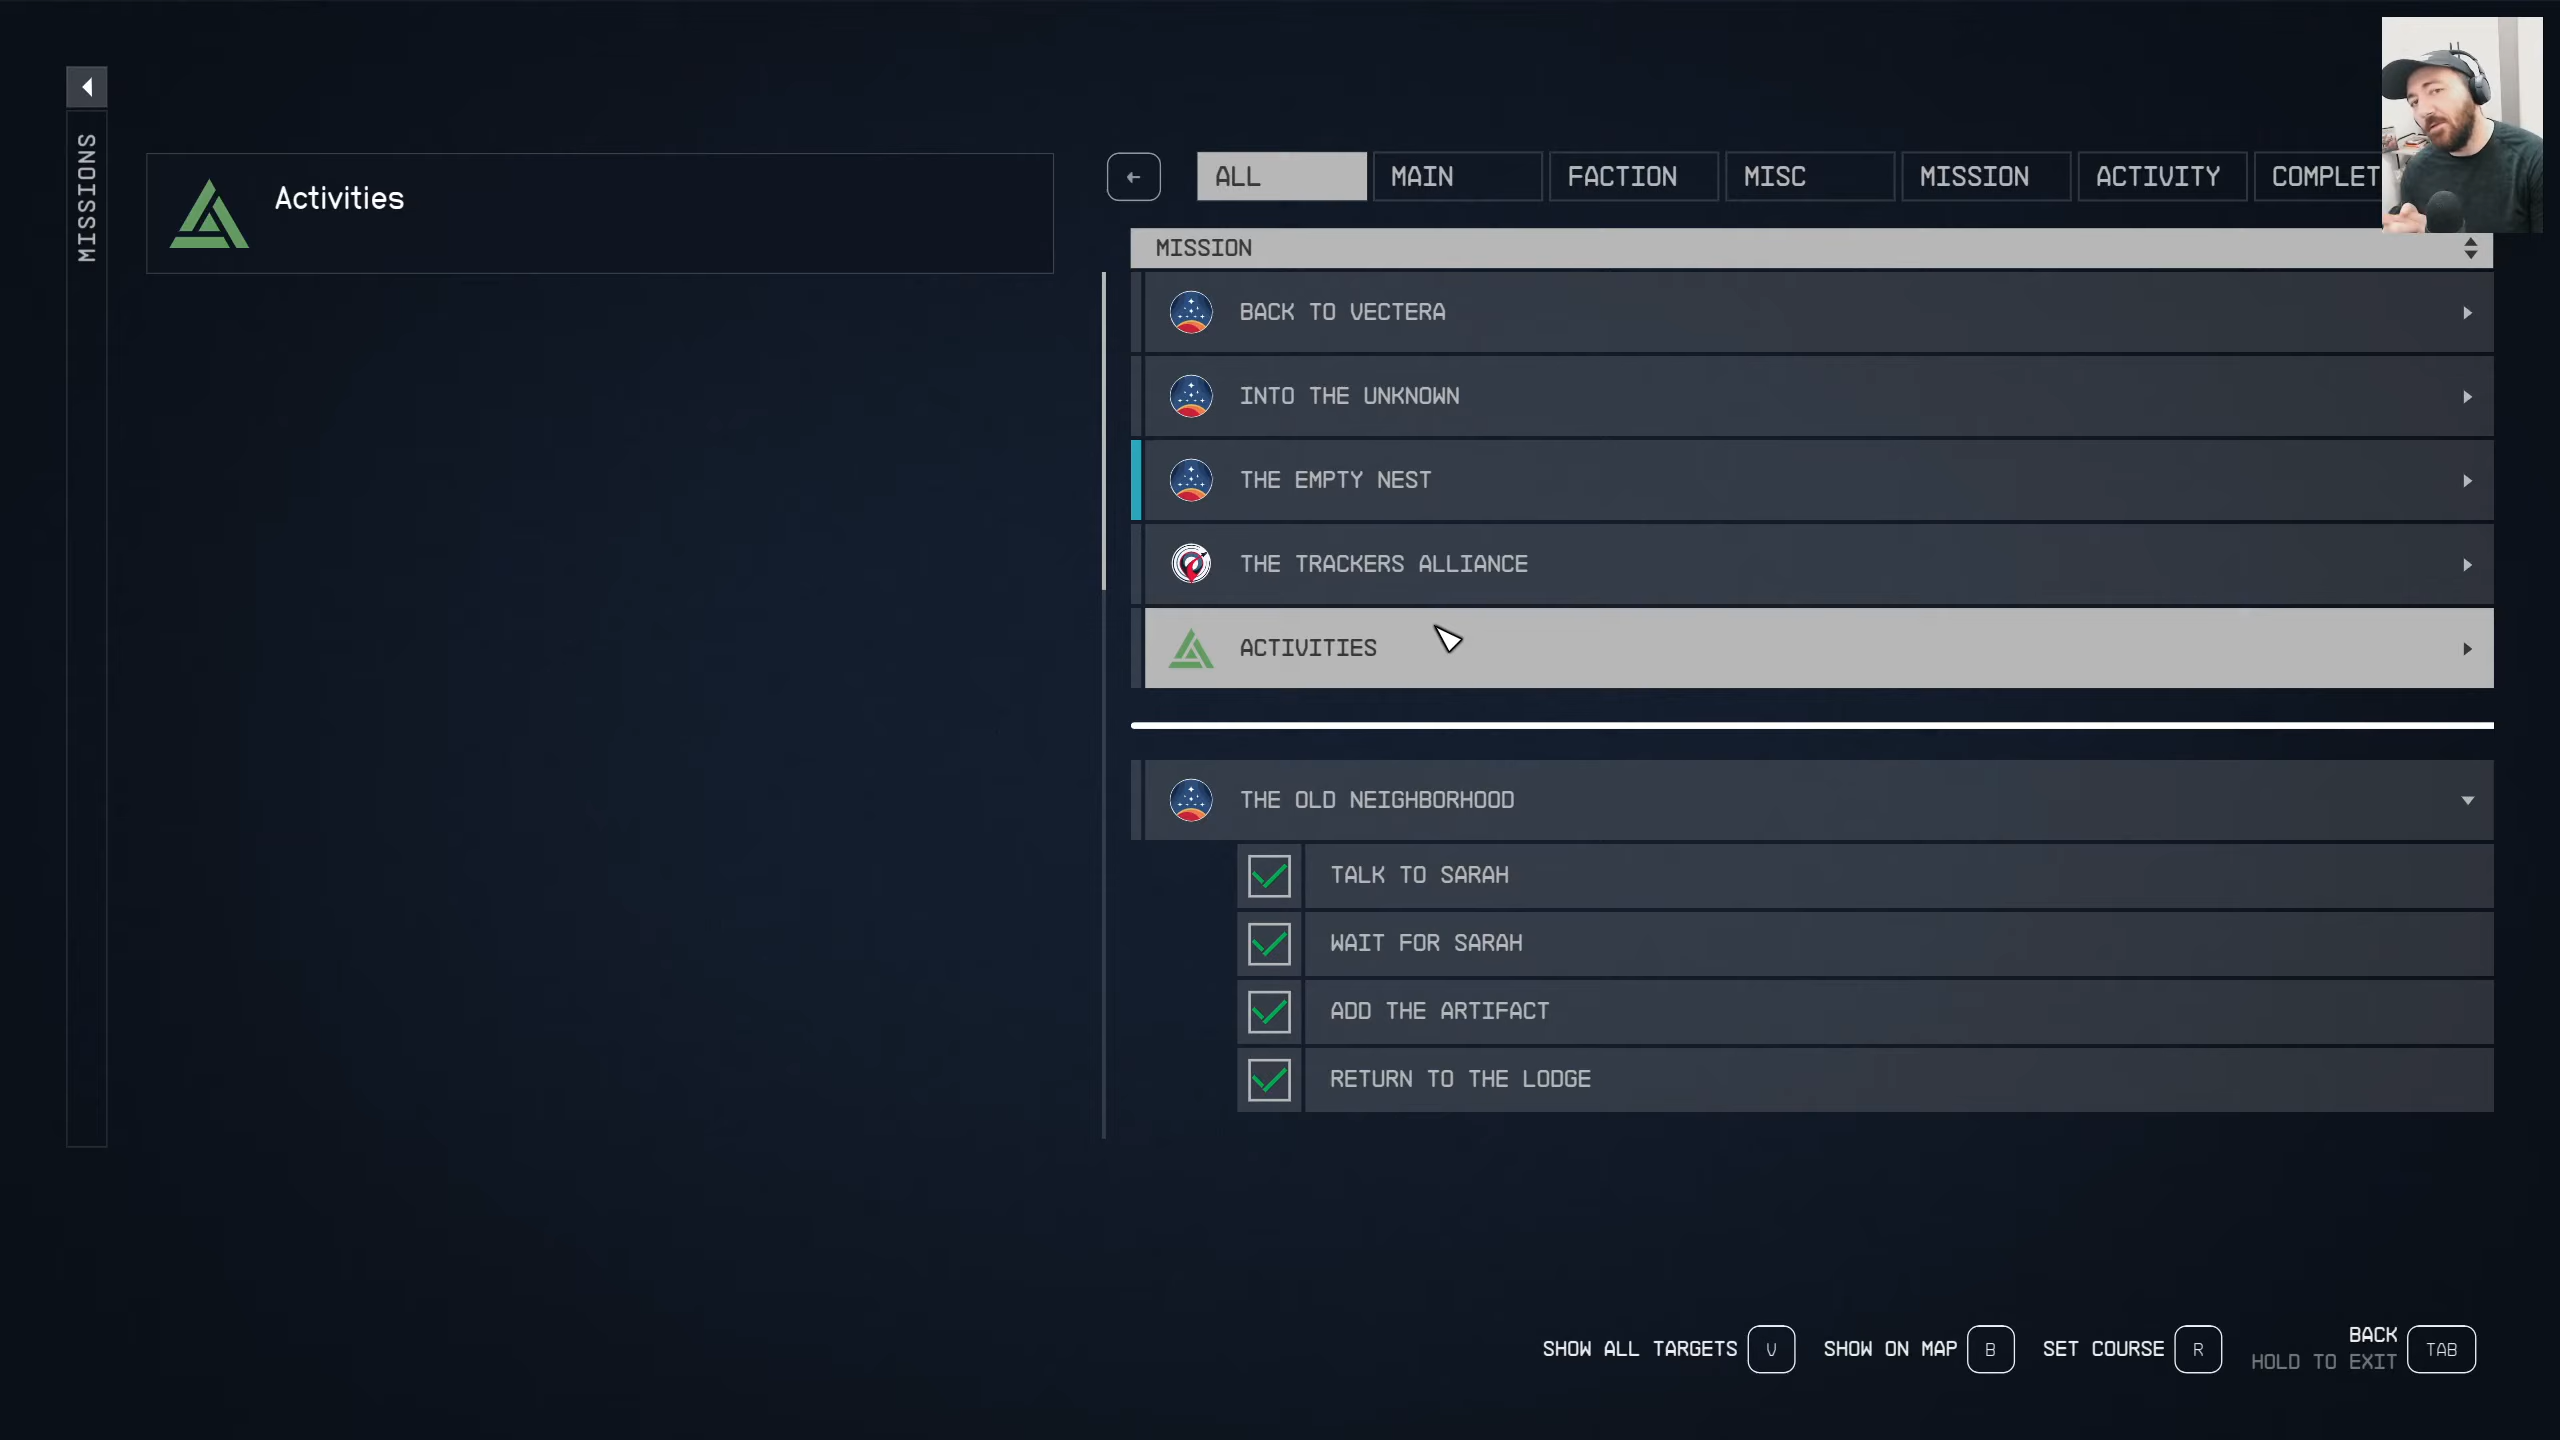 MISSIONS
Activities
ALL
MAIN
FACTION
MISC
MISSION
ACTIVITY
COMPLET
MISSION
BACK TO VECTERA
INTO THE UNKNOWN
THE EMPTY NEST
THE TRACKERS ALLIANCE
ACTIVITIES
THE OLD NEIGHBORHOOD
TALK TO SARAH
WAIT FOR SARAH
ADD THE ARTIFACT
RETURN TO THE LODGE
SHOW ALL TARGETS V
SHOW ON MAP B
SET COURSE R
BACK
HOLD TO EXIT
TAB